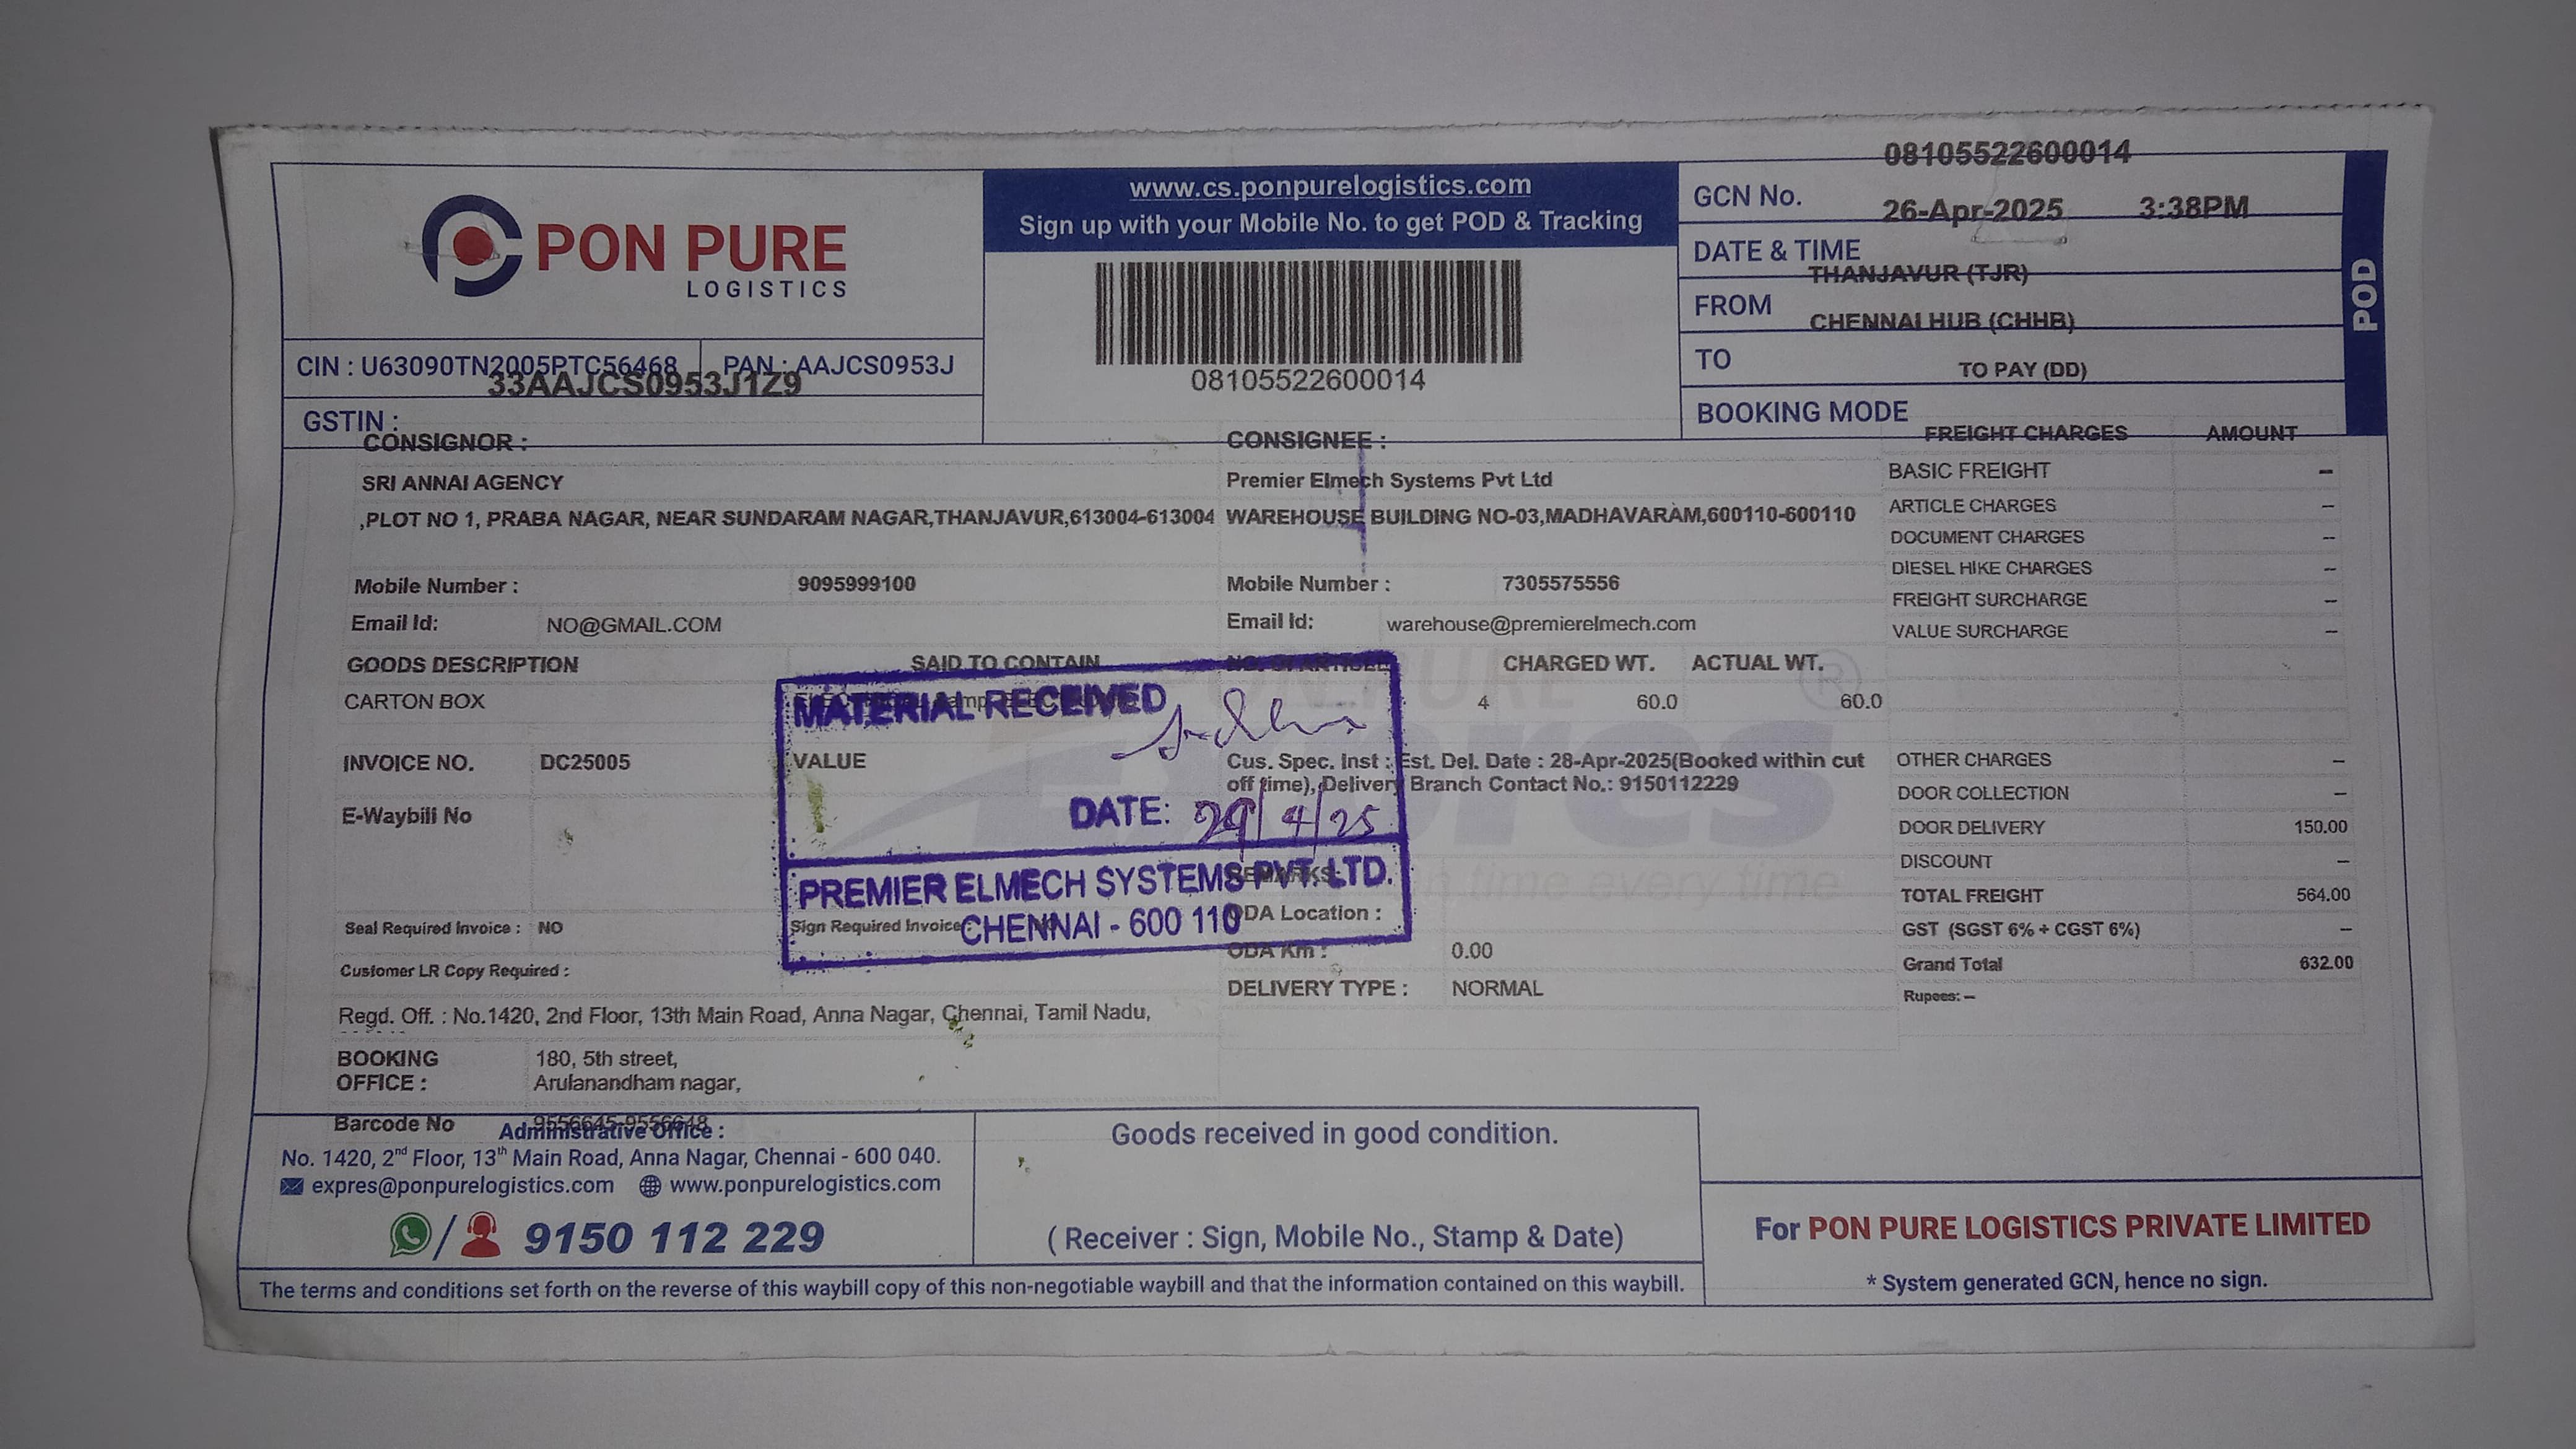 PON PURE
LOGISTICS
www.cs.ponpurelogistics.com
Sign up with your Mobile No. to get POD & Tracking
08105522600014
08105522600014
GCN No.
26-Apr-2025 3:38PM
DATE & TIME
THANJAVUR (TJR)
FROM
CHENNAI HUB (CHHB)
TO
TO PAY (DD)
BOOKING MODE
POD
CIN : U63090TN2005PTC56468 PAN : AAJCS0953J
33AAJCS0953J1Z9
GSTIN :
CONSIGNOR :
SRI ANNAI AGENCY
,PLOT NO 1, PRABA NAGAR, NEAR SUNDARAM NAGAR,THANJAVUR,613004-613004
Mobile Number : 9095999100
Email Id: NO@GMAIL.COM
CONSIGNEE :
Premier Elmech Systems Pvt Ltd
WAREHOUSE BUILDING NO-03,MADHAVARAM,600110-600110
Mobile Number : 7305575556
Email Id: warehouse@premierelmech.com
FREIGHT CHARGES AMOUNT
BASIC FREIGHT --
ARTICLE CHARGES --
DOCUMENT CHARGES --
DIESEL HIKE CHARGES --
FREIGHT SURCHARGE --
VALUE SURCHARGE --
OTHER CHARGES --
DOOR COLLECTION --
DOOR DELIVERY 150.00
DISCOUNT --
TOTAL FREIGHT 564.00
GST (SGST 6% + CGST 6%) --
Grand Total 632.00
Rupees: --
GOODS DESCRIPTION SAID TO CONTAIN NO. OF ARTICLE CHARGED WT. ACTUAL WT.
CARTON BOX 4 60.0 60.0
MATERIAL RECEIVED
INVOICE NO. DC25005 VALUE
Cus. Spec. Inst : Est. Del. Date : 28-Apr-2025(Booked within cut
off time), Delivery Branch Contact No.: 9150112229
DATE: 29/4/25
E-Waybill No
PREMIER ELMECH SYSTEMS PVT. LTD.
CHENNAI - 600 110
REMARKS:
on time every time
Seal Required Invoice : NO Sign Required Invoice
ODA Location :
ODA Km : 0.00
Customer LR Copy Required :
DELIVERY TYPE : NORMAL
Regd. Off. : No.1420, 2nd Floor, 13th Main Road, Anna Nagar, Chennai, Tamil Nadu,
BOOKING 180, 5th street,
OFFICE : Arulanandham nagar,
Barcode No 9556645-9556648
Administrative Office :
No. 1420, 2nd Floor, 13th Main Road, Anna Nagar, Chennai - 600 040.
expres@ponpurelogistics.com www.ponpurelogistics.com
/ 9150 112 229
Goods received in good condition.
( Receiver : Sign, Mobile No., Stamp & Date)
For PON PURE LOGISTICS PRIVATE LIMITED
* System generated GCN, hence no sign.
The terms and conditions set forth on the reverse of this waybill copy of this non-negotiable waybill and that the information contained on this waybill.